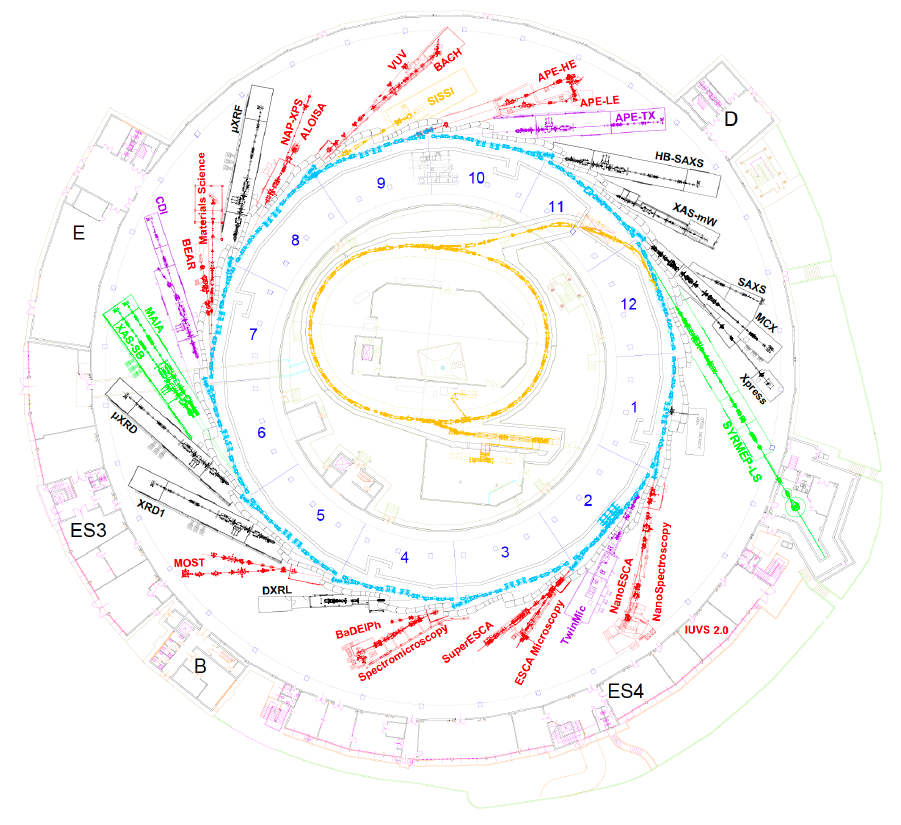 VUV
BACH
APE-HE
SISSI
APE-LE
APE-TX
D
μXRF
NAP-XPS
ALOISA
HB-SAXS
Materials Science
9
10
CDI
XAS-mW
11
E
8
BEAR
SAXS
12
MCX
MAIA
XAS-SB
7
Xpress
1
μXRD
6
SYRMEP-LS
2
XRD1
5
ES3
4
3
MOST
NanoESCA
NanoSpectroscopy
DXRL
TwinMic
BaDElPh
Spectromicroscopy
SuperESCA
ESCA Microscopy
IUVS 2.0
B
ES4